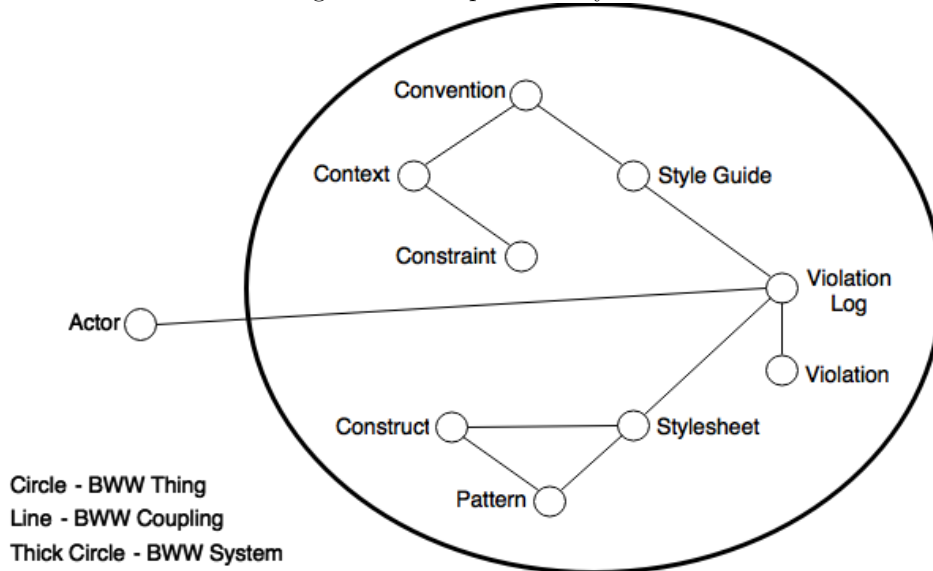 Convention
Context
Style Guide
Constraint
Violation
Log
Actor
Violation
Construct
Stylesheet
Pattern
Circle - BWW Thing
Line - BWW Coupling
Thick Circle - BWW System